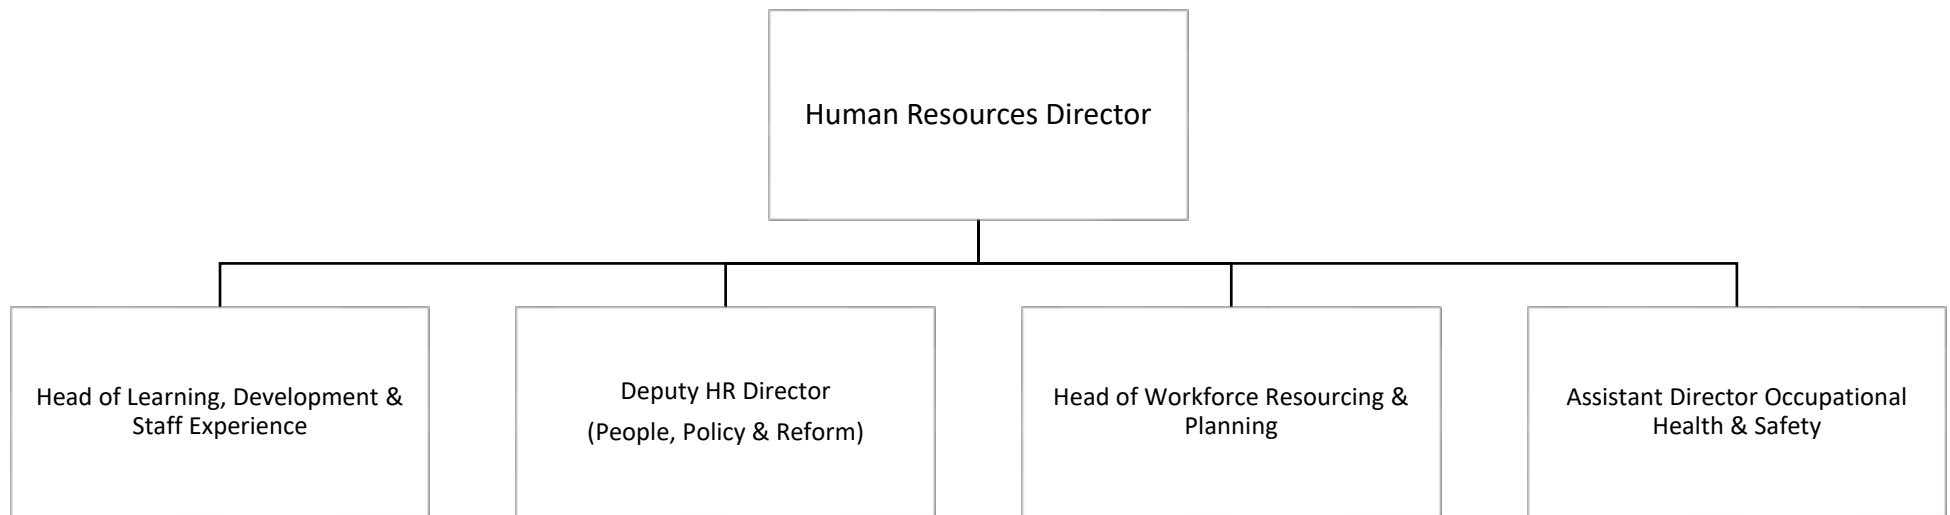 Human Resources Director
Head of Learning, Development &
Staff Experience
Deputy HR Director
(People, Policy & Reform)
Head of Workforce Resourcing &
Planning
Assistant Director Occupational
Health & Safety